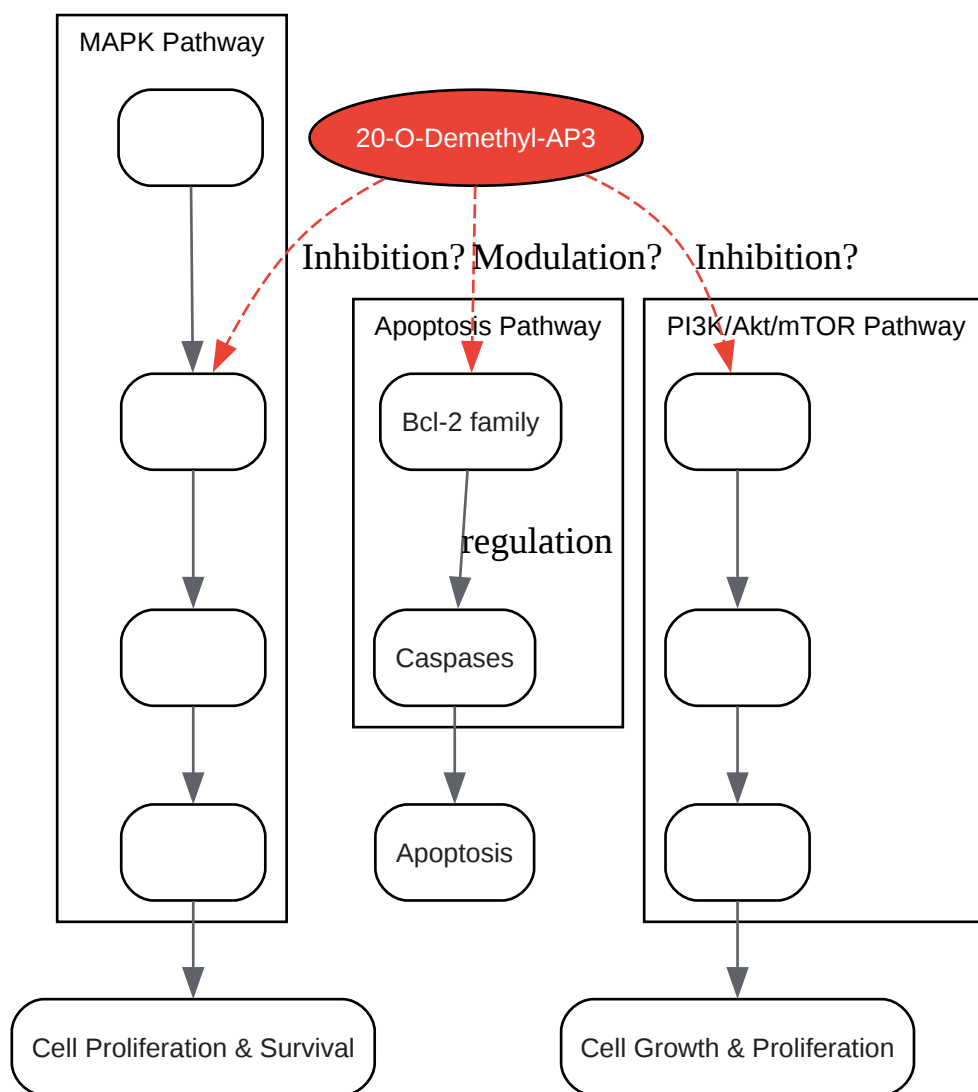 MAPK Pathway
20-O-Demethyl-AP3
Inhibition?
Modulation?
Inhibition?
Apoptosis Pathway
PI3K/Akt/mTOR Pathway
Bcl-2 family
regulation
Caspases
Apoptosis
Cell Proliferation & Survival
Cell Growth & Proliferation